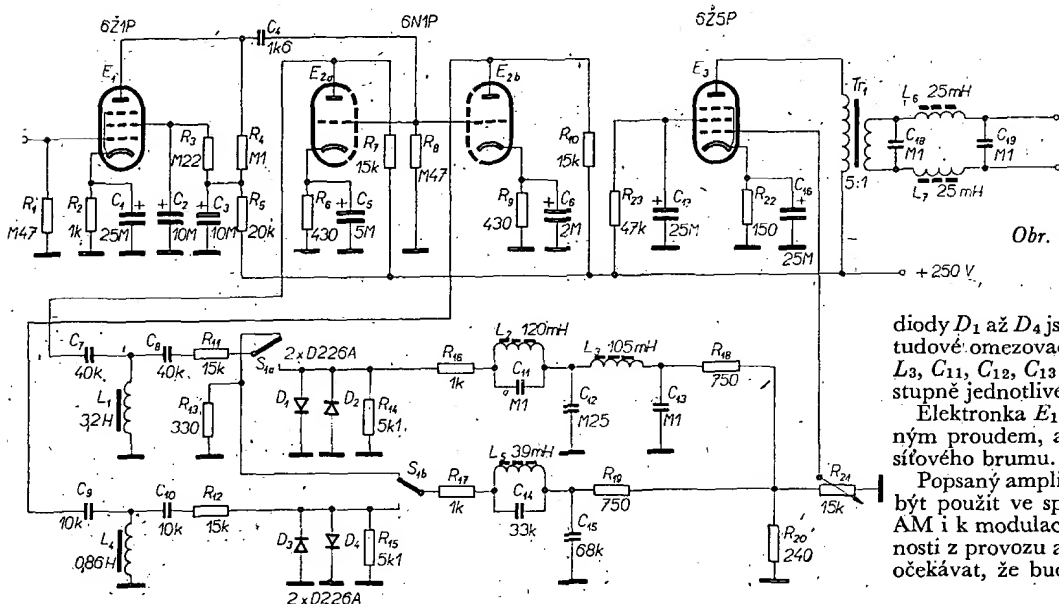 6Ž1P
C4
1k6
6N1P
6Ž5P
E1
E2a
E2b
E3
Tr1
L6 25mH
R3
M22
R4
M1
R7
15k
R8
M47
R10
15k
C18
M1
C19
M1
L7 25mH
5:1
R1
M47
R2
1k
C1
25M
C2
10M
C3
10M
R5
20k
R6
430
C5
5M
R9
430
C6
2M
R23
47k
25M
R22
150
C16
25M
Obr.
+250 V
C7
40k
C8
40k
R11
15k
S1a
2×D226A
L1
3,2H
R13
330
D1
D2
R14
5k1
R16
1k
L2 120mH
C11
M1
L3 105mH
R18
750
C12
M25
C13
M1
C9
10k
C10
10k
R12
15k
S1b
R17
1k
L5 39mH
C14
33k
R19
750
R21
15k
L4
0,86H
D3
D4
R15
5k1
C15
68k
R20
240
2×D226A
diody D1 až D4 js
tudové omezovač
L3, C11, C12, C13
stupně jednotlivé
Elektronka E1
ným proudem, a
síťového brumu.
Popsaný ampli
být použit ve sp
AM i k modulac
nosti z provozu a
očekávat, že bud